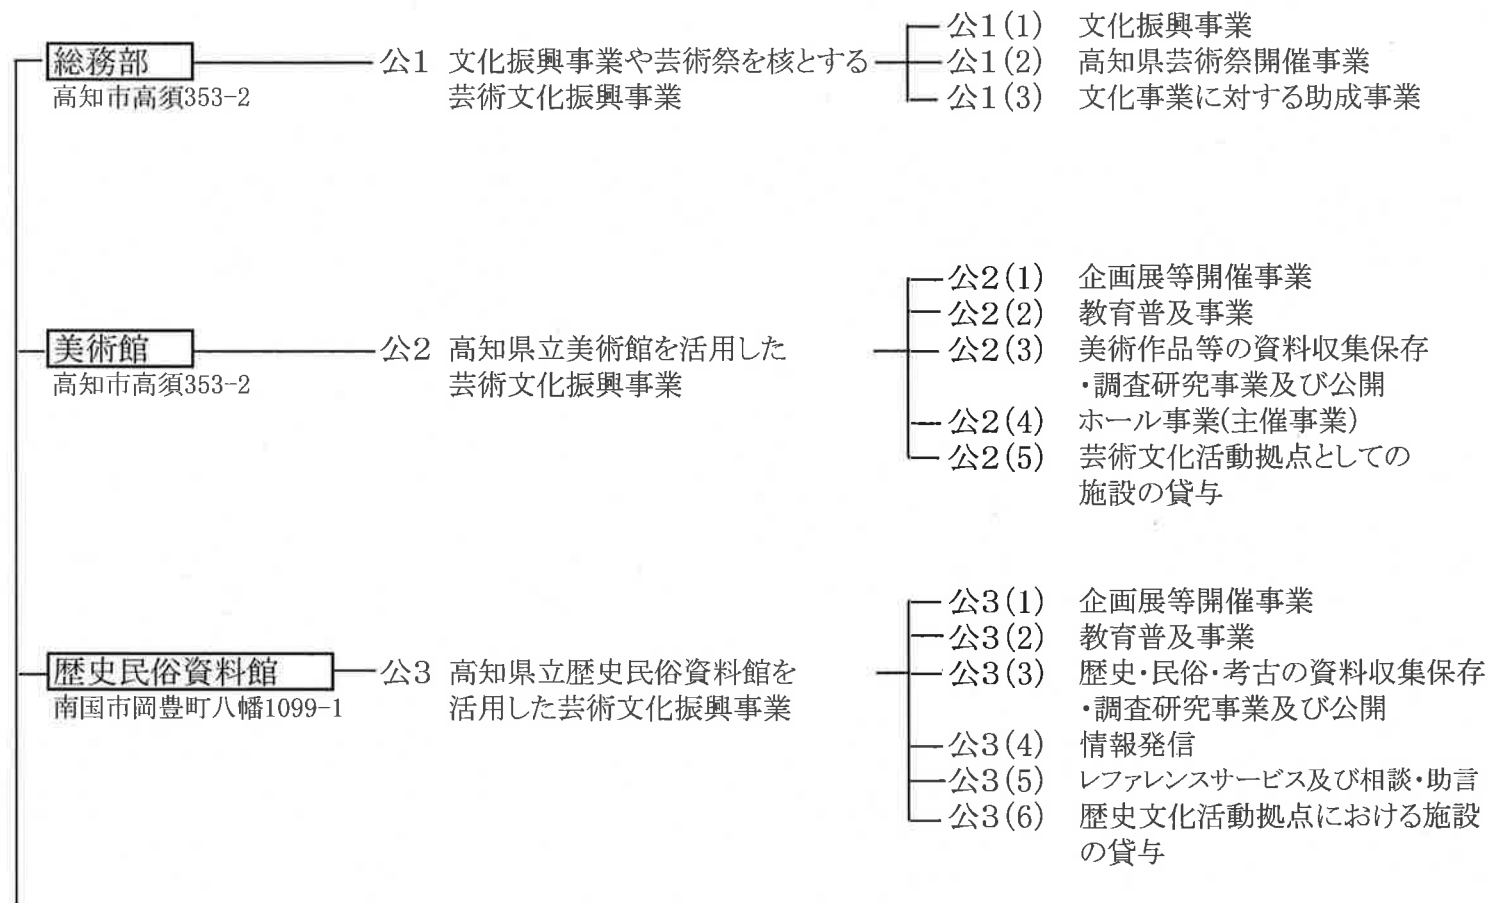 総務部
高知市高須353-2
公1 文化振興事業や芸術祭を核とする
芸術文化振興事業
公1(1) 文化振興事業
公1(2) 高知県芸術祭開催事業
公1(3) 文化事業に対する助成事業
美術館
高知市高須353-2
公2 高知県立美術館を活用した
芸術文化振興事業
公2(1) 企画展等開催事業
公2(2) 教育普及事業
公2(3) 美術作品等の資料収集保存
・調査研究事業及び公開
公2(4) ホール事業(主催事業)
公2(5) 芸術文化活動拠点としての
施設の貸与
歴史民俗資料館
南国市岡豊町八幡1099-1
公3 高知県立歴史民俗資料館を
活用した芸術文化振興事業
公3(1) 企画展等開催事業
公3(2) 教育普及事業
公3(3) 歴史・民俗・考古の資料収集保存
・調査研究事業及び公開
公3(4) 情報発信
公3(5) レファレンスサービス及び相談・助言
公3(6) 歴史文化活動拠点における施設
の貸与